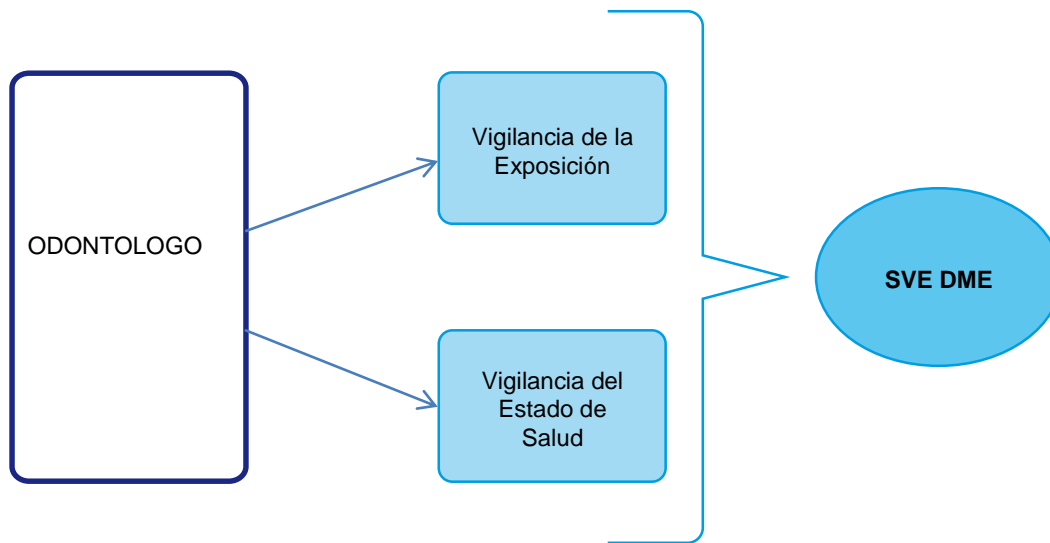 ODONTOLOGO
Vigilancia de la
Exposición
Vigilancia del
Estado de
Salud
SVE DME